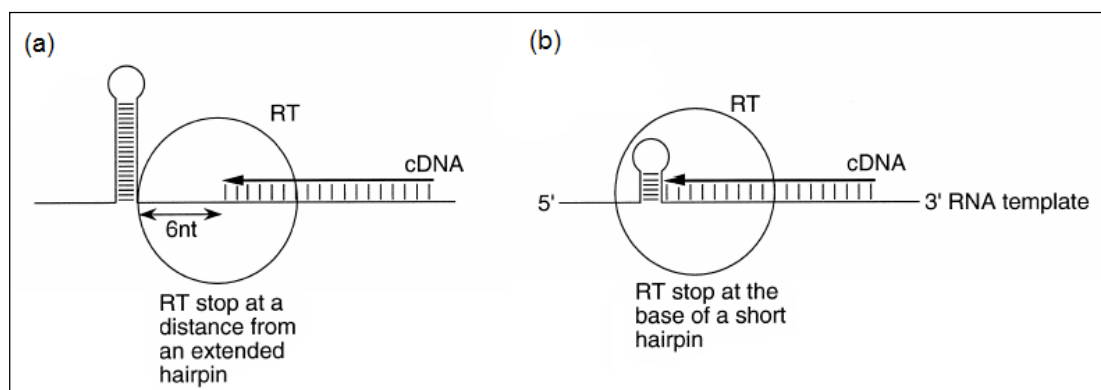 (a)
RT
cDNA
6nt
RT stop at a
distance from
an extended
hairpin
(b)
RT
cDNA
5'
3' RNA template
RT stop at the
base of a short
hairpin